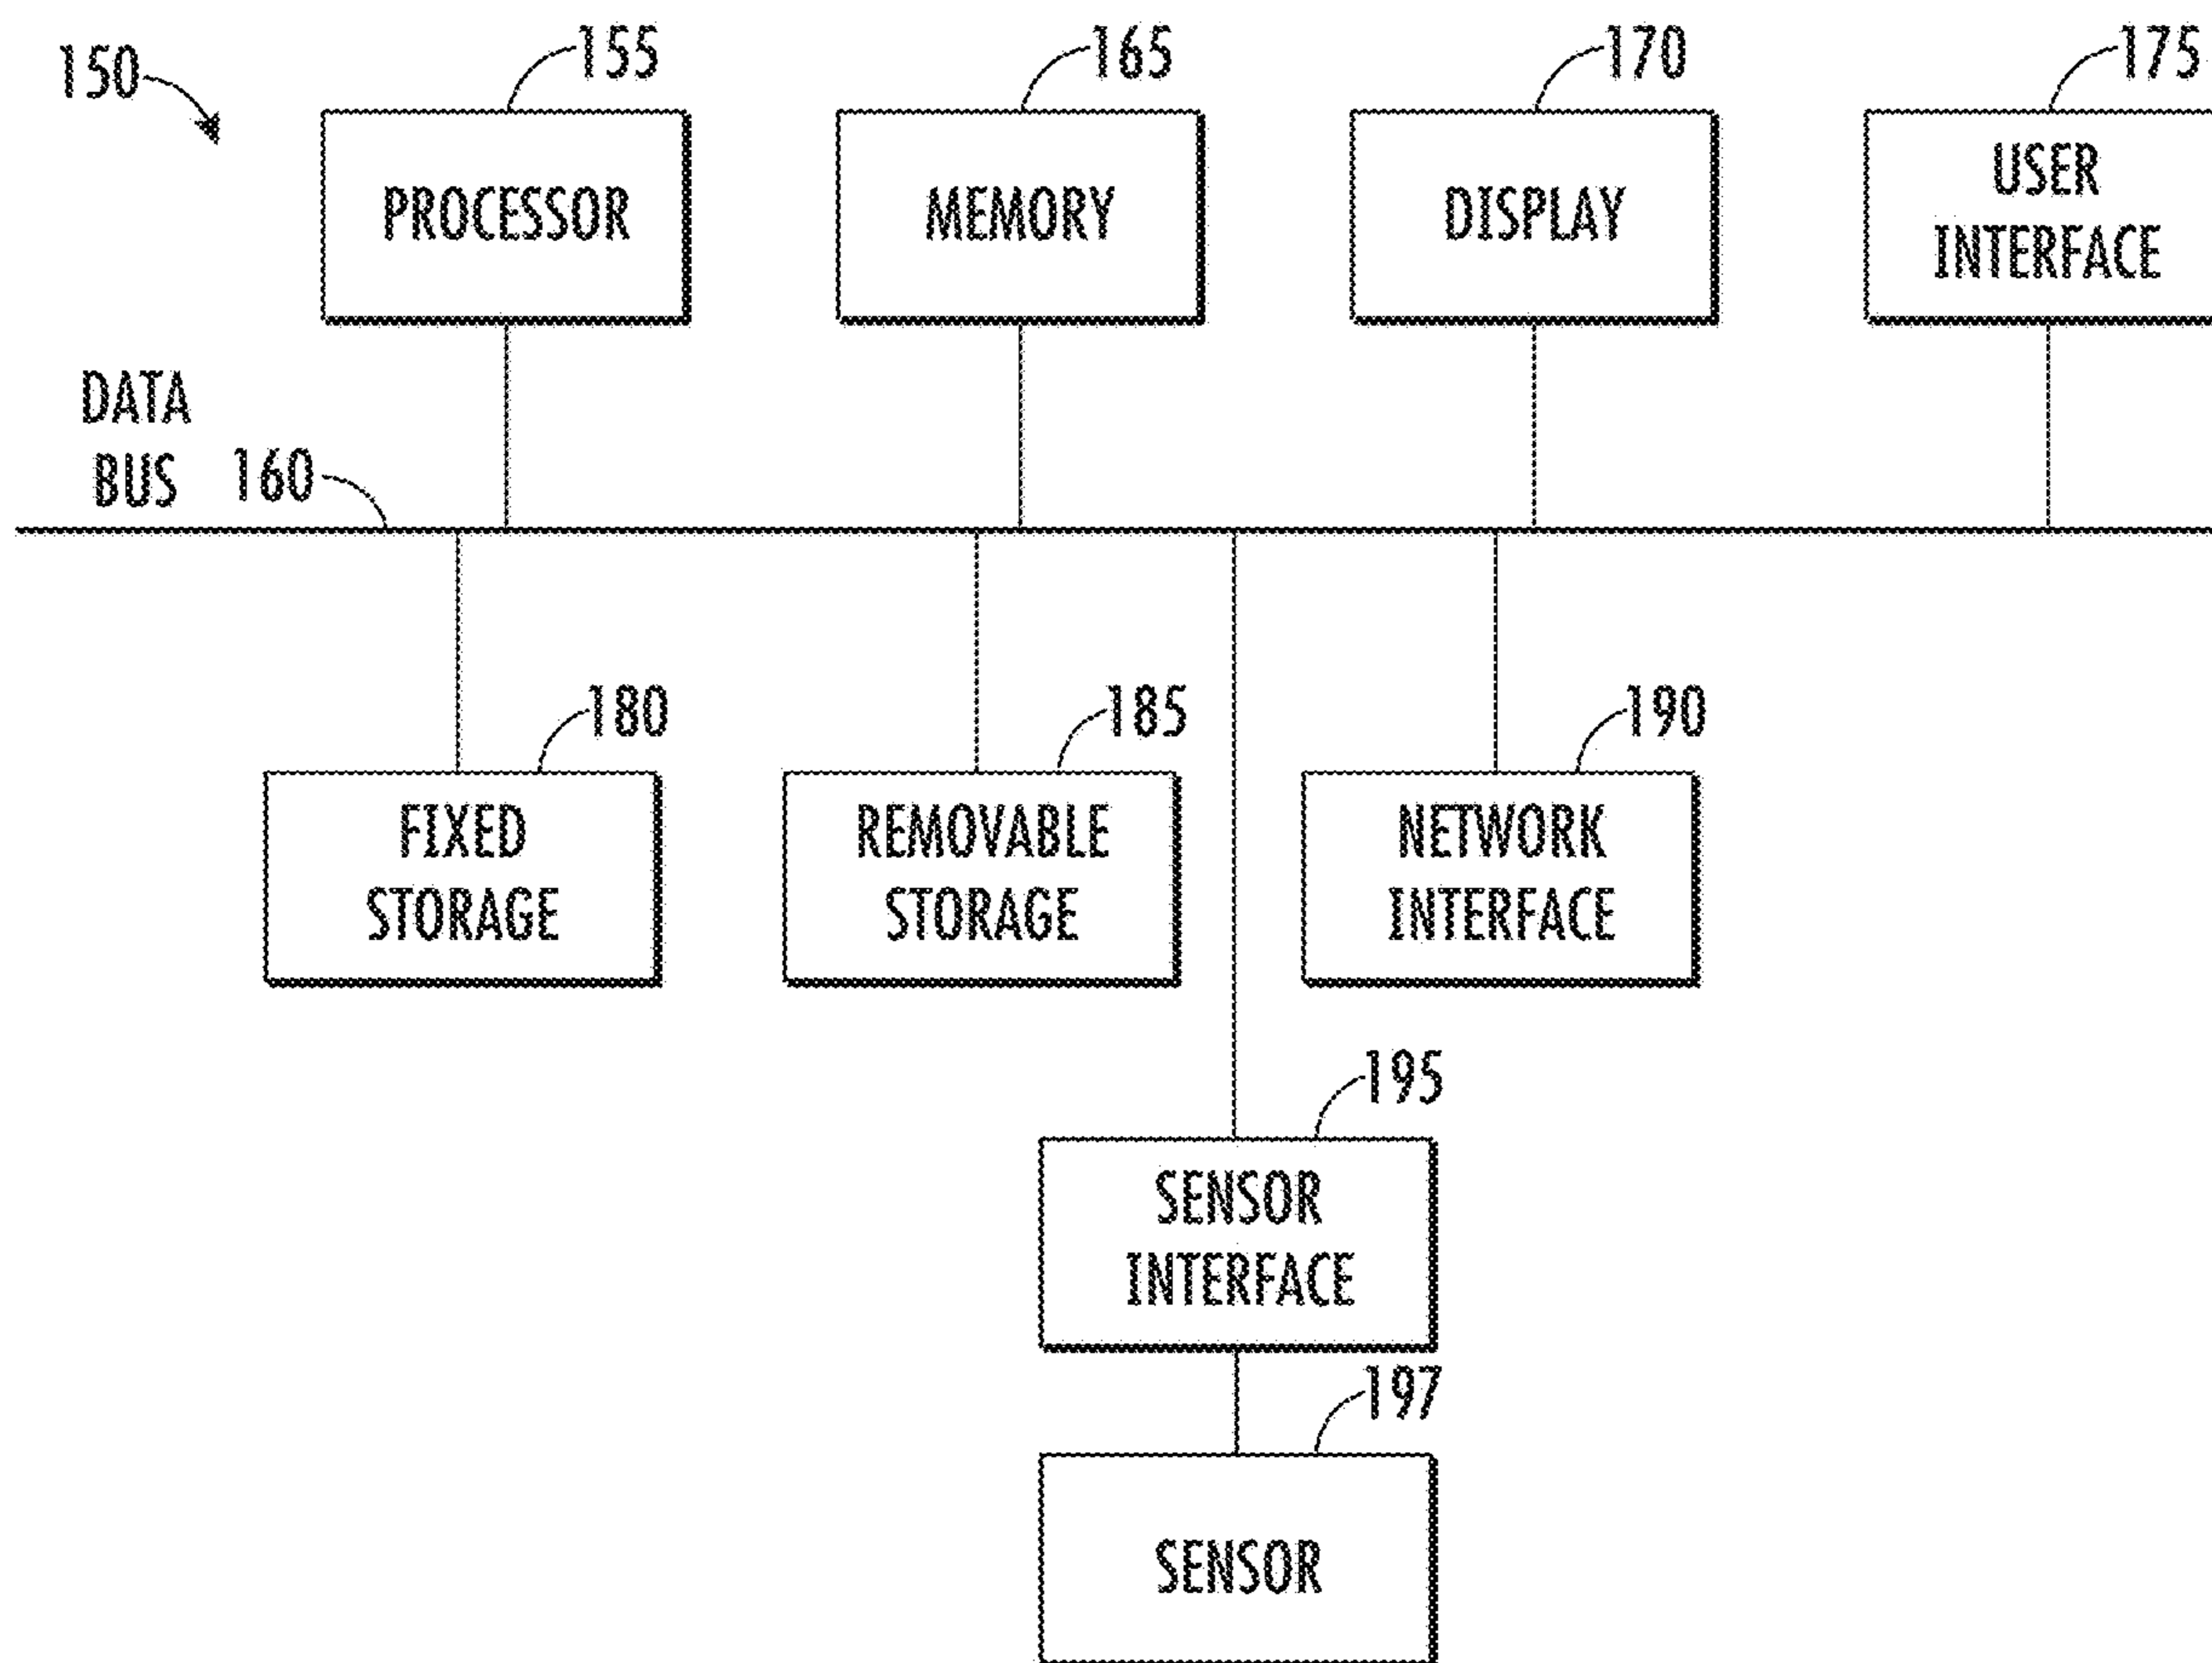 150
155
165
170
175
PROCESSOR
MEMORY
DISPLAY
USER
INTERFACE
DATA
BUS 160
180
185
190
FIXED
STORAGE
REMOVABLE
STORAGE
NETWORK
INTERFACE
195
SENSOR
INTERFACE
197
SENSOR